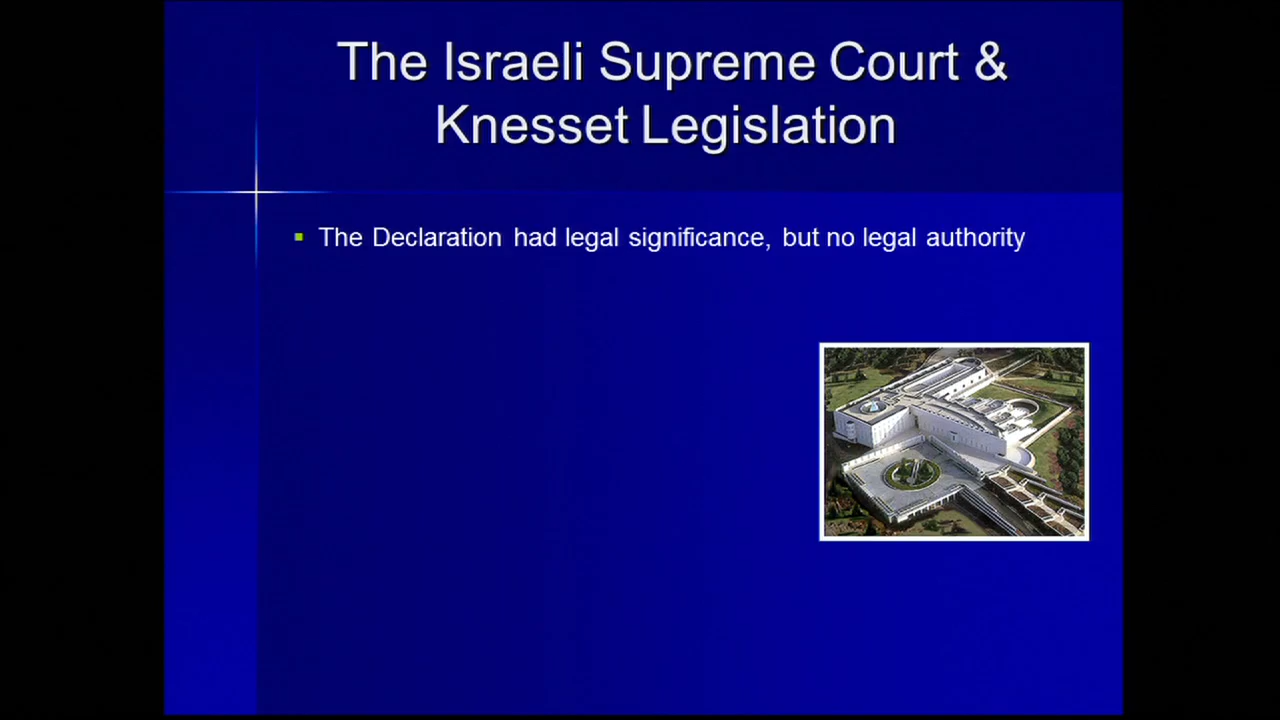 The Israeli Supreme Court &
Knesset Legislation
The Declaration had legal significance, but no legal authority